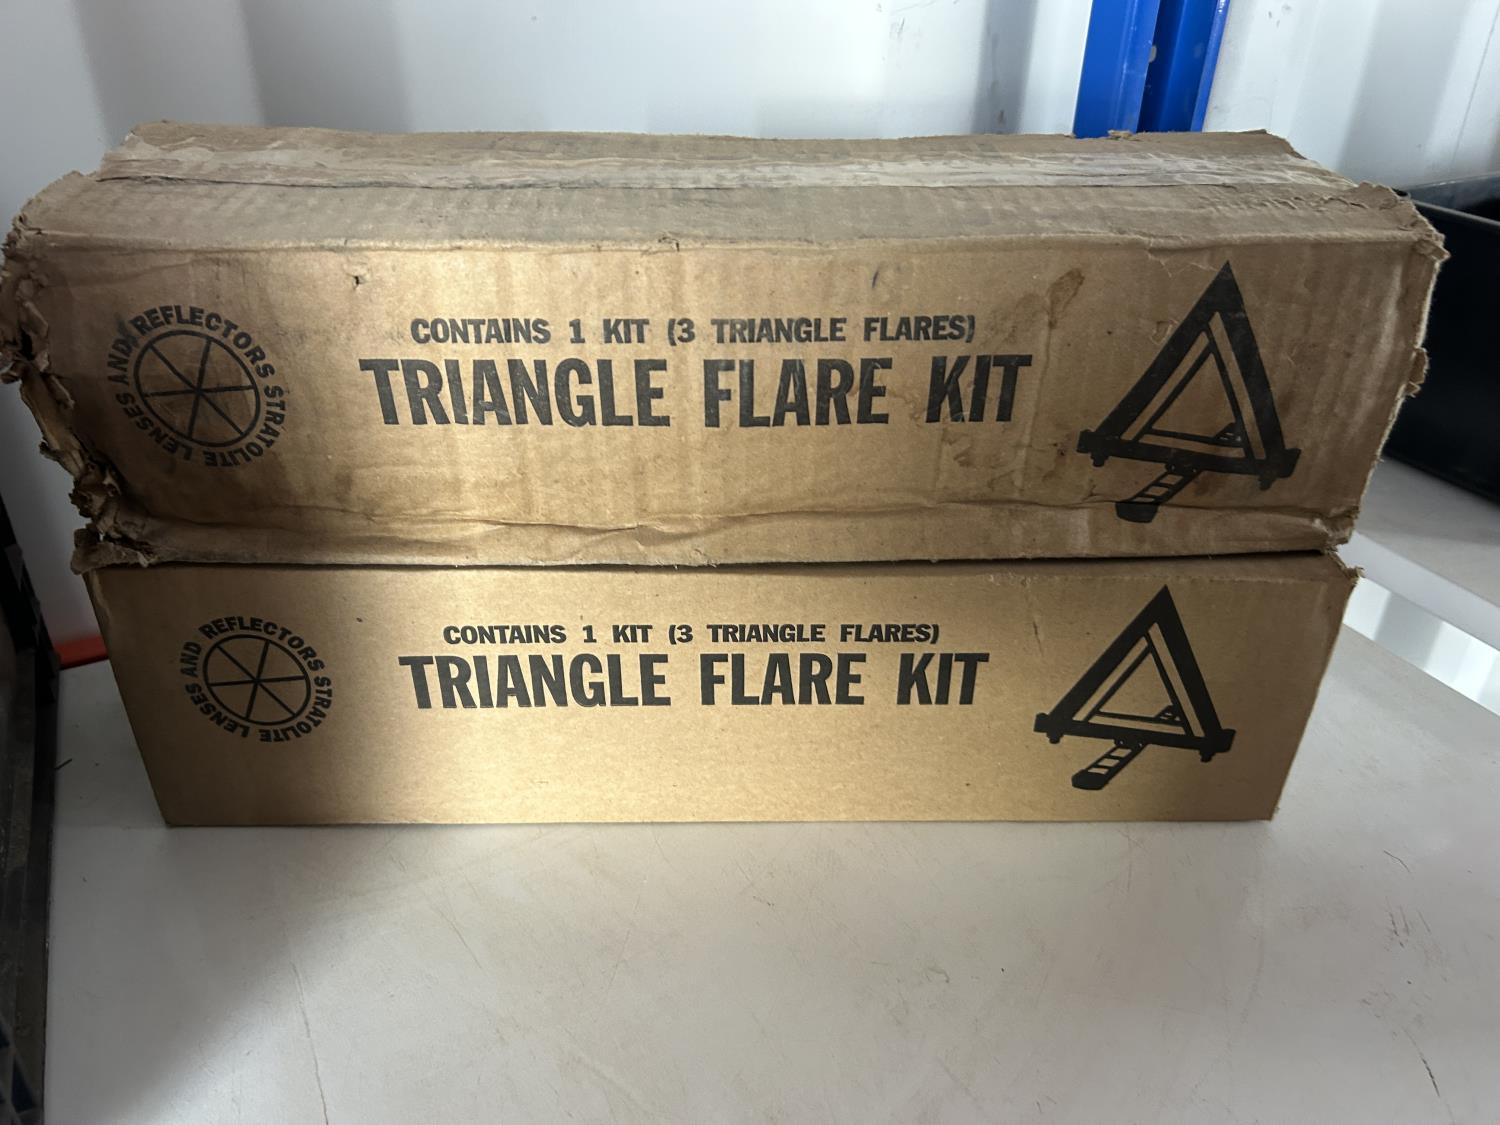 STRATOLITE LENSES AND REFLECTORS
CONTAINS 1 KIT (3 TRIANGLE FLARES)
TRIANGLE FLARE KIT
STRATOLITE LENSES AND REFLECTORS
CONTAINS 1 KIT (3 TRIANGLE FLARES)
TRIANGLE FLARE KIT